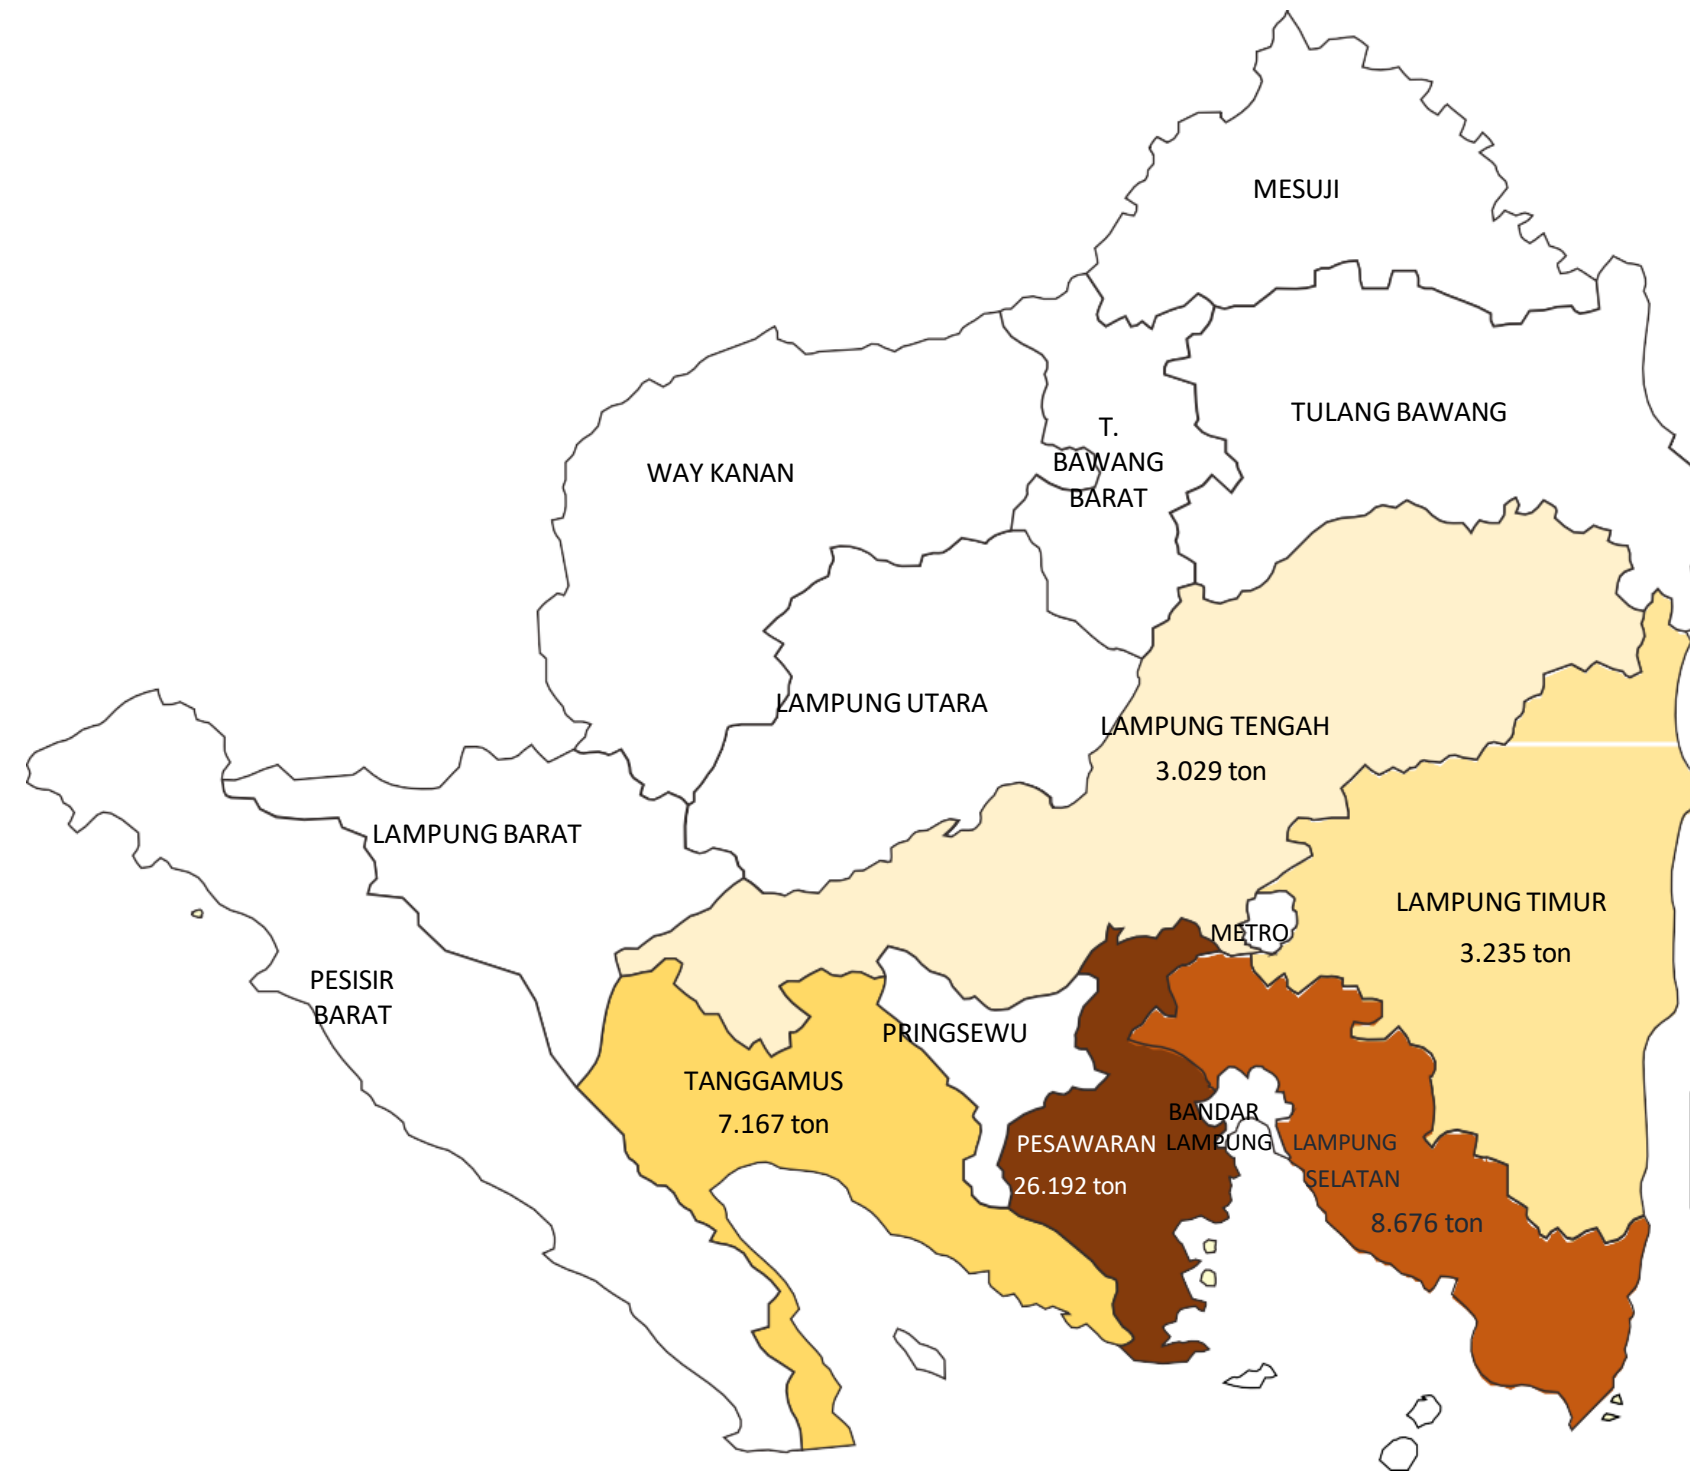 MESUJI
TULANG BAWANG
T.
BAWANG
BARAT
WAY KANAN
LAMPUNG UTARA
LAMPUNG TENGAH
3.029 ton
LAMPUNG BARAT
LAMPUNG TIMUR
3.235 ton
METRO
PESISIR
BARAT
PRINGSEWU
TANGGAMUS
7.167 ton
BANDAR
LAMPUNG
PESAWARAN
26.192 ton
LAMPUNG
SELATAN
8.676 ton